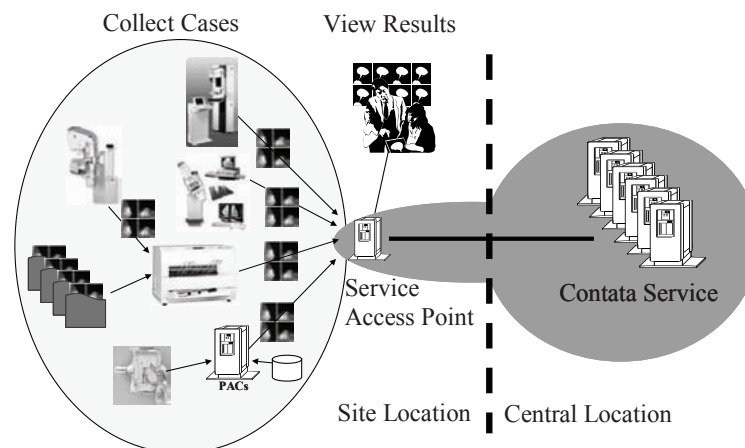 Collect Cases
View Results
Service
Access Point
Contata Service
PACs
Site Location
Central Location